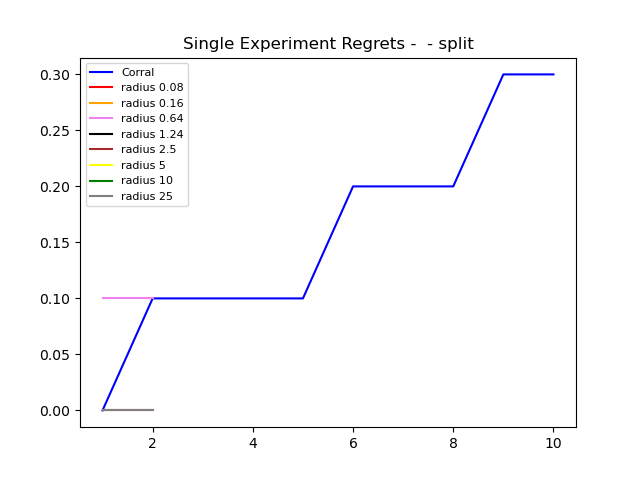 Single Experiment Regrets -  - split
Corral
radius 0.08
radius 0.16
radius 0.64
radius 1.24
radius 2.5
radius 5
radius 10
radius 25
0.30
0.25
0.20
0.15
0.10
0.05
0.00
2 4 6 8 10